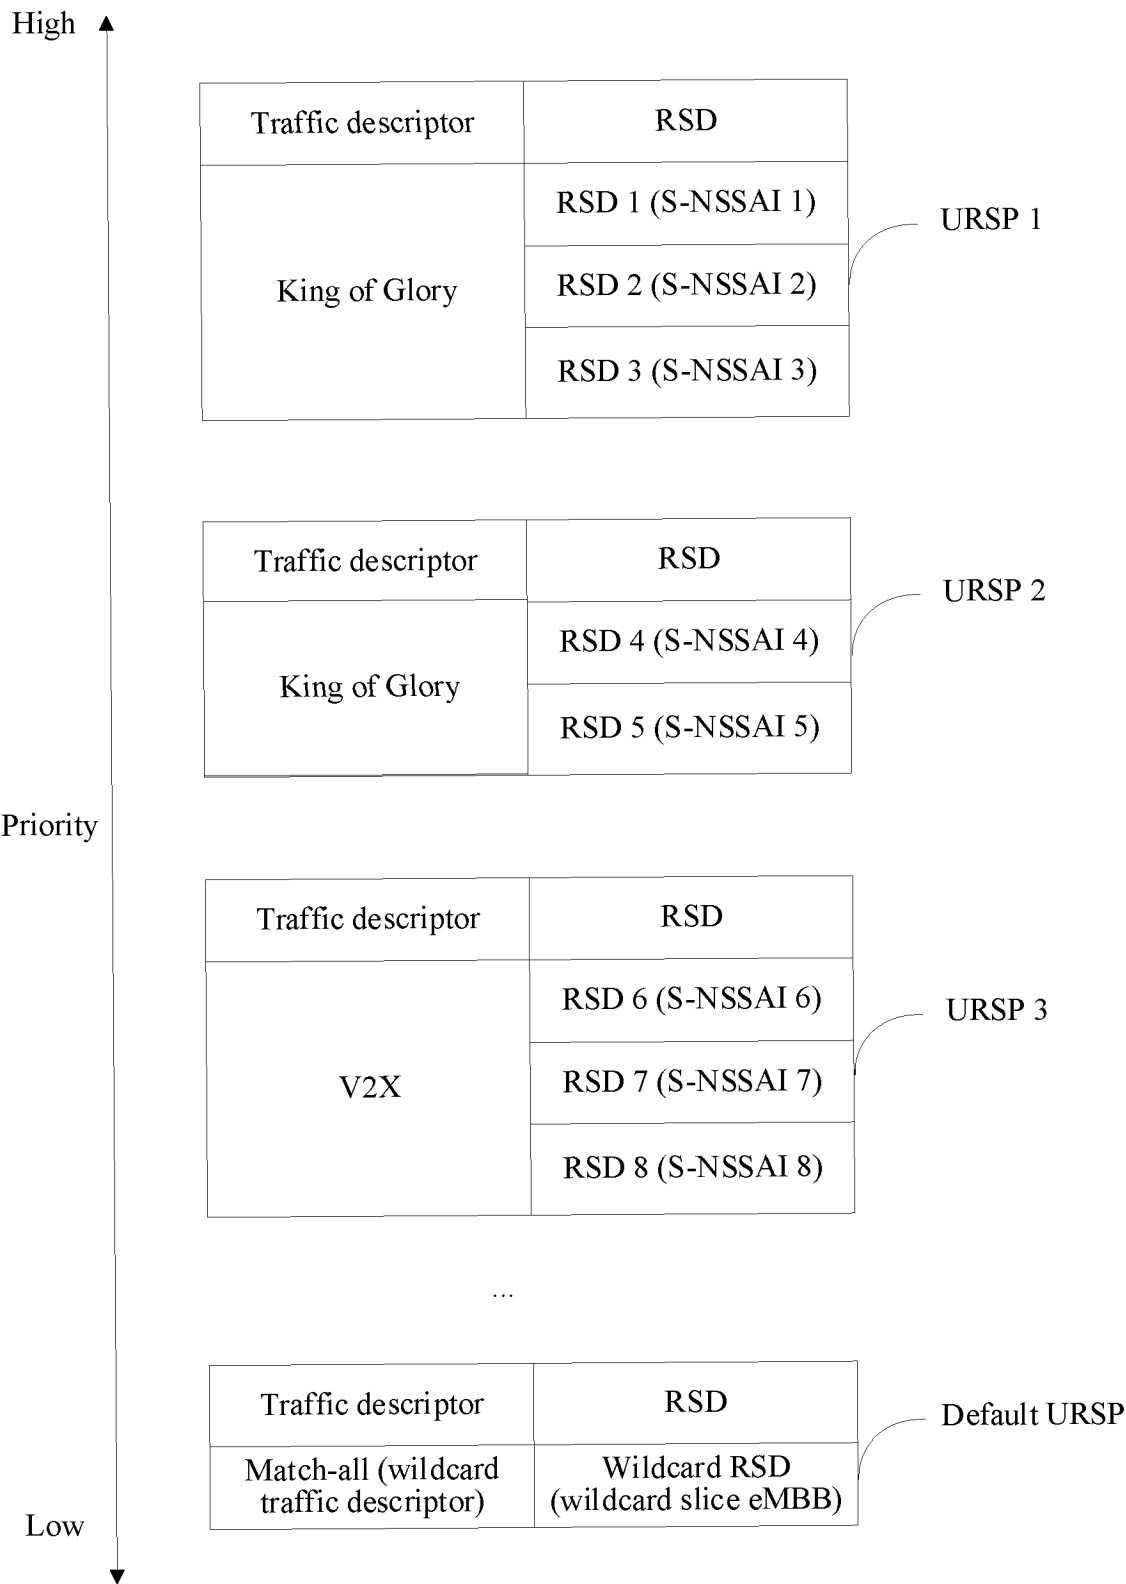 High
Traffic descriptor
RSD
King of Glory
RSD 1 (S-NSSAI 1)
RSD 2 (S-NSSAI 2)
RSD 3 (S-NSSAI 3)
URSP 1
Traffic descriptor
RSD
King of Glory
RSD 4 (S-NSSAI 4)
RSD 5 (S-NSSAI 5)
URSP 2
Priority
Traffic descriptor
RSD
V2X
RSD 6 (S-NSSAI 6)
RSD 7 (S-NSSAI 7)
RSD 8 (S-NSSAI 8)
URSP 3
...
Traffic descriptor
RSD
Match-all (wildcard
traffic descriptor)
Wildcard RSD
(wildcard slice eMBB)
Default URSP
Low